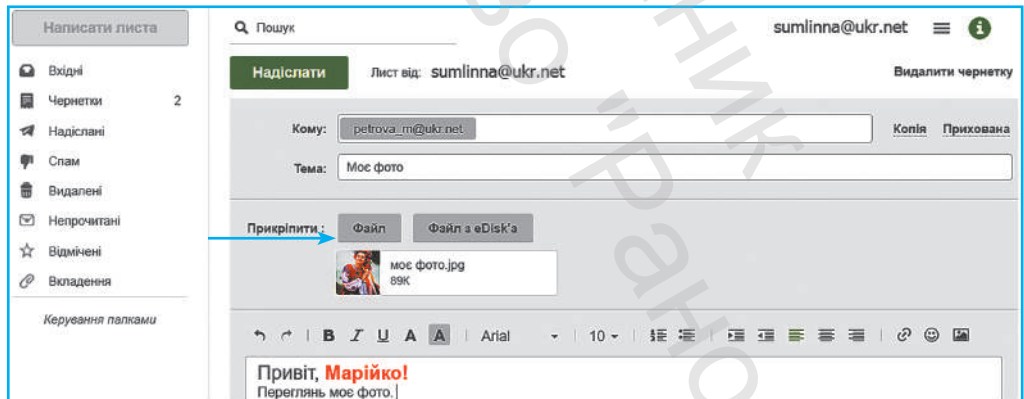 Написати листа
Пошук
sumlinna@ukr.net
Вхідні
Чернетки 2
Надіслані
Спам
Видалені
Непрочитані
Відмічені
Вкладення
Керування папками
Надіслати Лист від: sumlinna@ukr.net Видалити чернетку
Кому: petrova_m@ukr.net Копія Прихована
Тема: Моє фото
Прикріпити: Файл Файл з eDisk'а
моє фото.jpg
89K
B I U A A Arial 10
Привіт, Марійко!
Переглянь моє фото.
"Рано